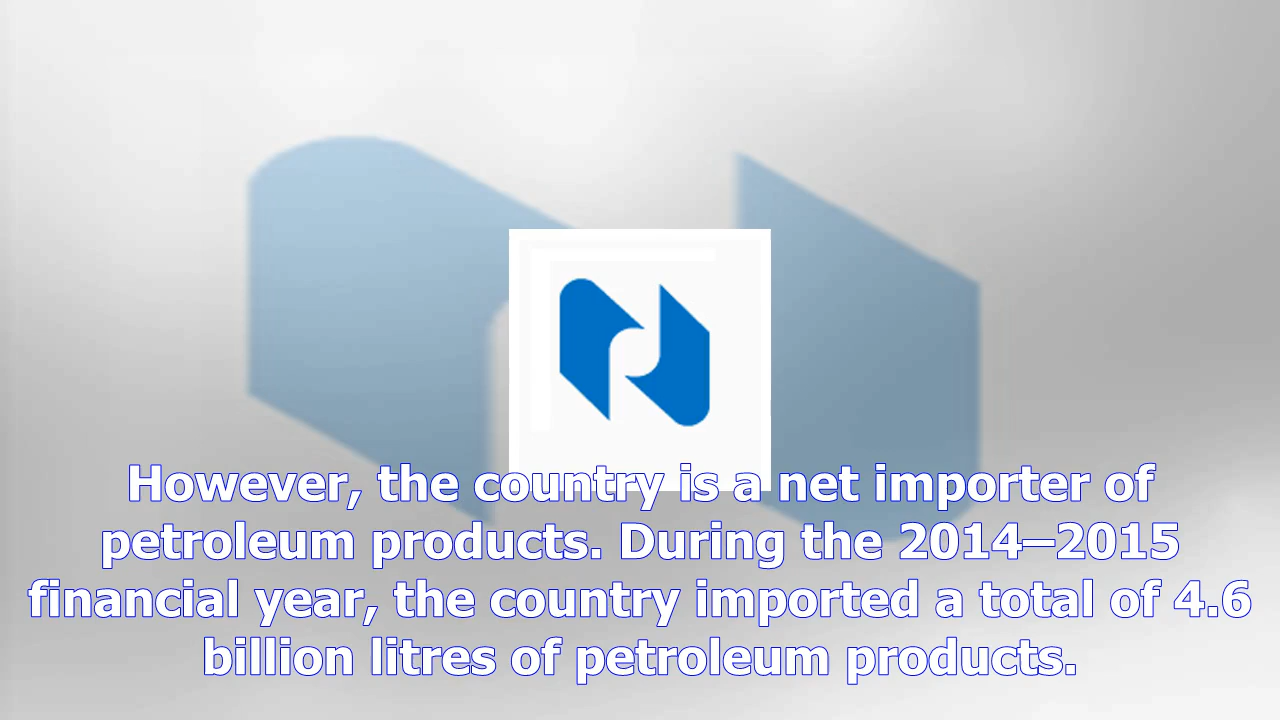 However, the country is a net importer of
petroleum products. During the 2014–2015
financial year, the country imported a total of 4.6
billion litres of petroleum products.